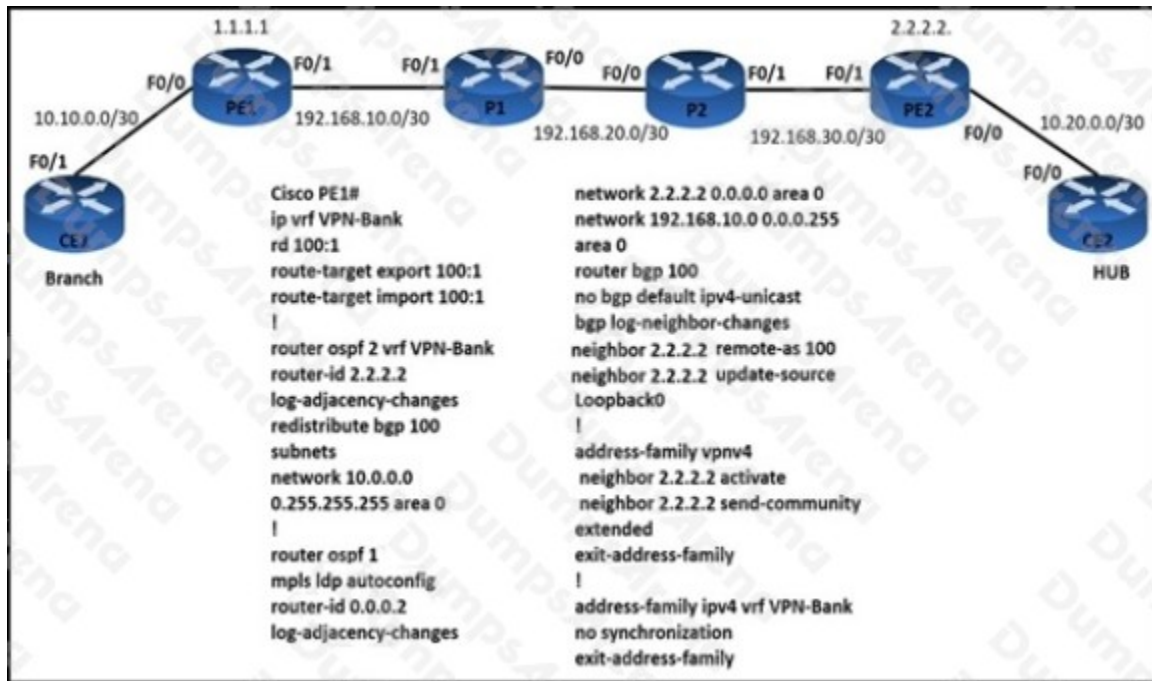 1.1.1.1
2.2.2.2.
F0/0
F0/1
F0/1
F0/0
F0/0
F0/1
F0/1
PE1
P1
P2
PE2
10.10.0.0/30
192.168.10.0/30
192.168.20.0/30
192.168.30.0/30
F0/0
10.20.0.0/30
F0/1
F0/0
CE2
Branch
HUB
Cisco PE1#
ip vrf VPN-Bank
rd 100:1
route-target export 100:1
route-target import 100:1
!
router ospf 2 vrf VPN-Bank
router-id 2.2.2.2
log-adjacency-changes
redistribute bgp 100
subnets
network 10.0.0.0
0.255.255.255 area 0
!
router ospf 1
mpls ldp autoconfig
router-id 0.0.0.2
log-adjacency-changes
network 2.2.2.2 0.0.0.0 area 0
network 192.168.10.0 0.0.0.255
area 0
router bgp 100
no bgp default ipv4-unicast
bgp log-neighbor-changes
neighbor 2.2.2.2 remote-as 100
neighbor 2.2.2.2 update-source
Loopback0
!
address-family vpnv4
neighbor 2.2.2.2 activate
neighbor 2.2.2.2 send-community
extended
exit-address-family
!
address-family ipv4 vrf VPN-Bank
no synchronization
exit-address-family
DumpsArena